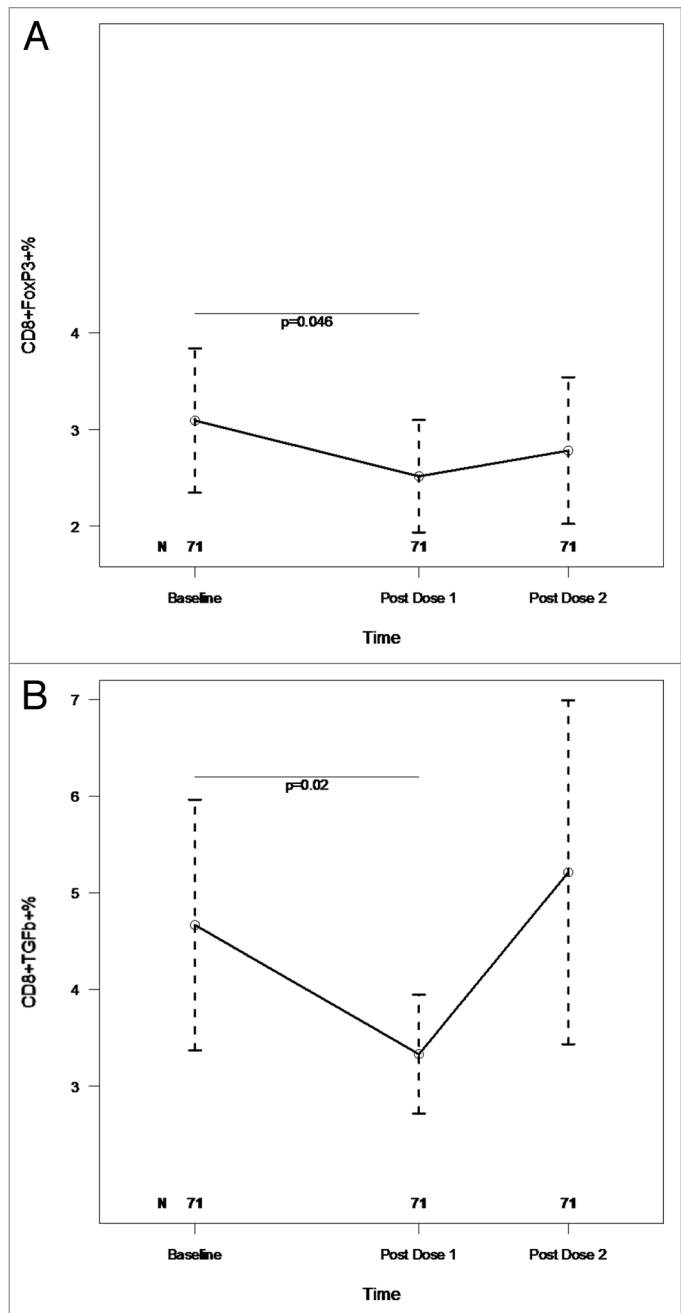 A
CD8+FoxP3+%
4
3
2
p=0.046
N 71 71 71
Baseline Post Dose 1 Post Dose 2
Time
B
CD8+TGFb+%
7
6
5
4
3
p=0.02
N 71 71 71
Baseline Post Dose 1 Post Dose 2
Time